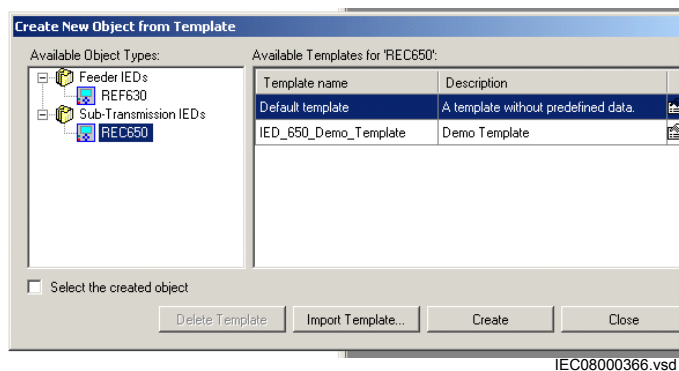 Create New Object from Template
Available Object Types:
Available Templates for 'REC650':
Feeder IEDs
REF630
Sub-Transmission IEDs
REC650
Template name Description
Default template A template without predefined data.
IED_650_Demo_Template Demo Template
Select the created object
Delete Template Import Template... Create Close
IEC08000366.vsd